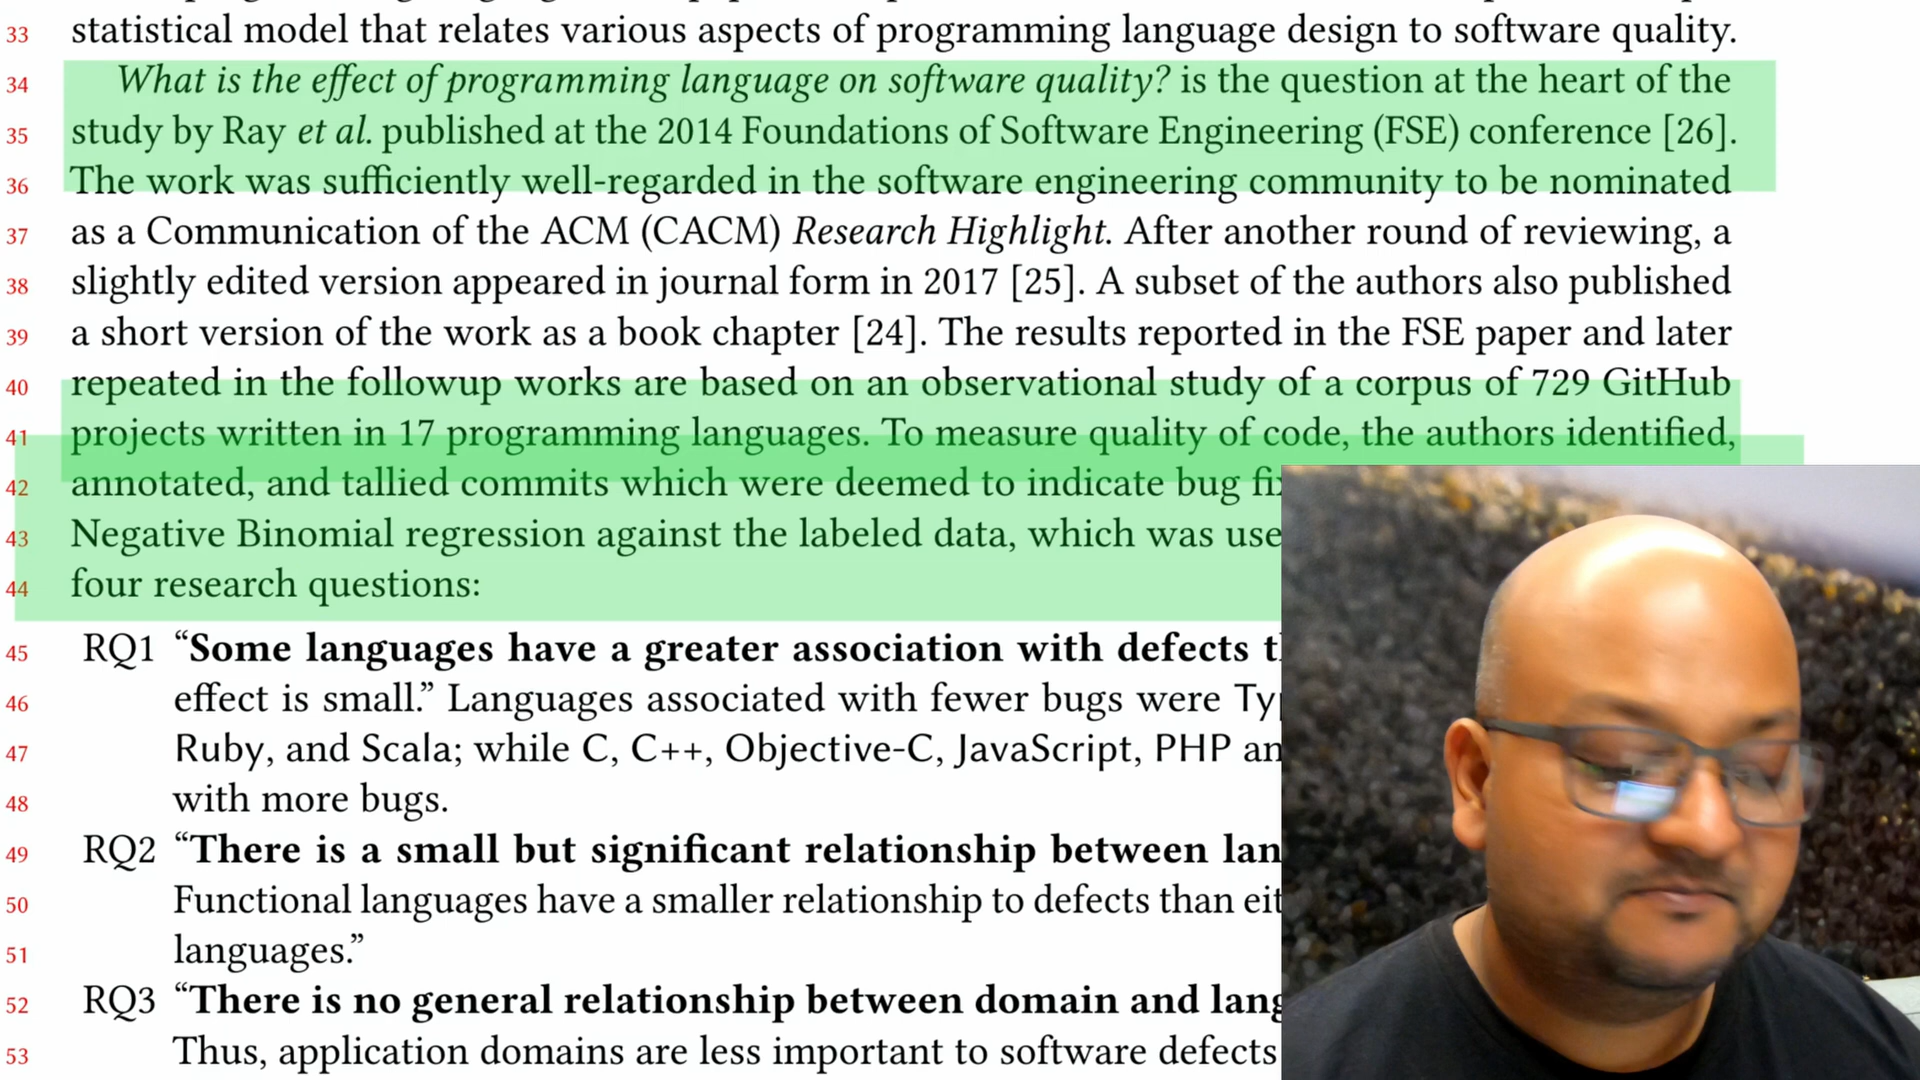 33 statistical model that relates various aspects of programming language design to software quality.
34 What is the effect of programming language on software quality? is the question at the heart of the
35 study by Ray et al. published at the 2014 Foundations of Software Engineering (FSE) conference [26].
36 The work was sufficiently well-regarded in the software engineering community to be nominated
37 as a Communication of the ACM (CACM) Research Highlight. After another round of reviewing, a
38 slightly edited version appeared in journal form in 2017 [25]. A subset of the authors also published
39 a short version of the work as a book chapter [24]. The results reported in the FSE paper and later
40 repeated in the followup works are based on an observational study of a corpus of 729 GitHub
41 projects written in 17 programming languages. To measure quality of code, the authors identified,
42 annotated, and tallied commits which were deemed to indicate bug
43 Negative Binomial regression against the labeled data, which was
44 four research questions:
45 RQ1 “Some languages have a greater association with defects
46 effect is small.” Languages associated with fewer bugs were
47 Ruby, and Scala; while C, C++, Objective-C, JavaScript, PHP
48 with more bugs.
49 RQ2 “There is a small but significant relationship between
50 Functional languages have a smaller relationship to defects than
51 languages.”
52 RQ3 “There is no general relationship between domain and
53 Thus, application domains are less important to software defects